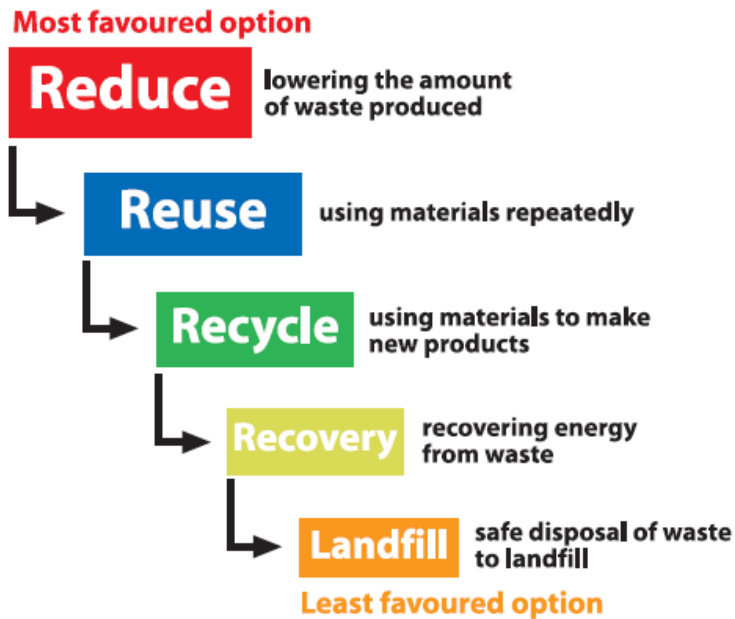 Most favoured option
Reduce
lowering the amount
of waste produced
Reuse
using materials repeatedly
Recycle
using materials to make
new products
Recovery
recovering energy
from waste
Landfill
safe disposal of waste
to landfill
Least favoured option